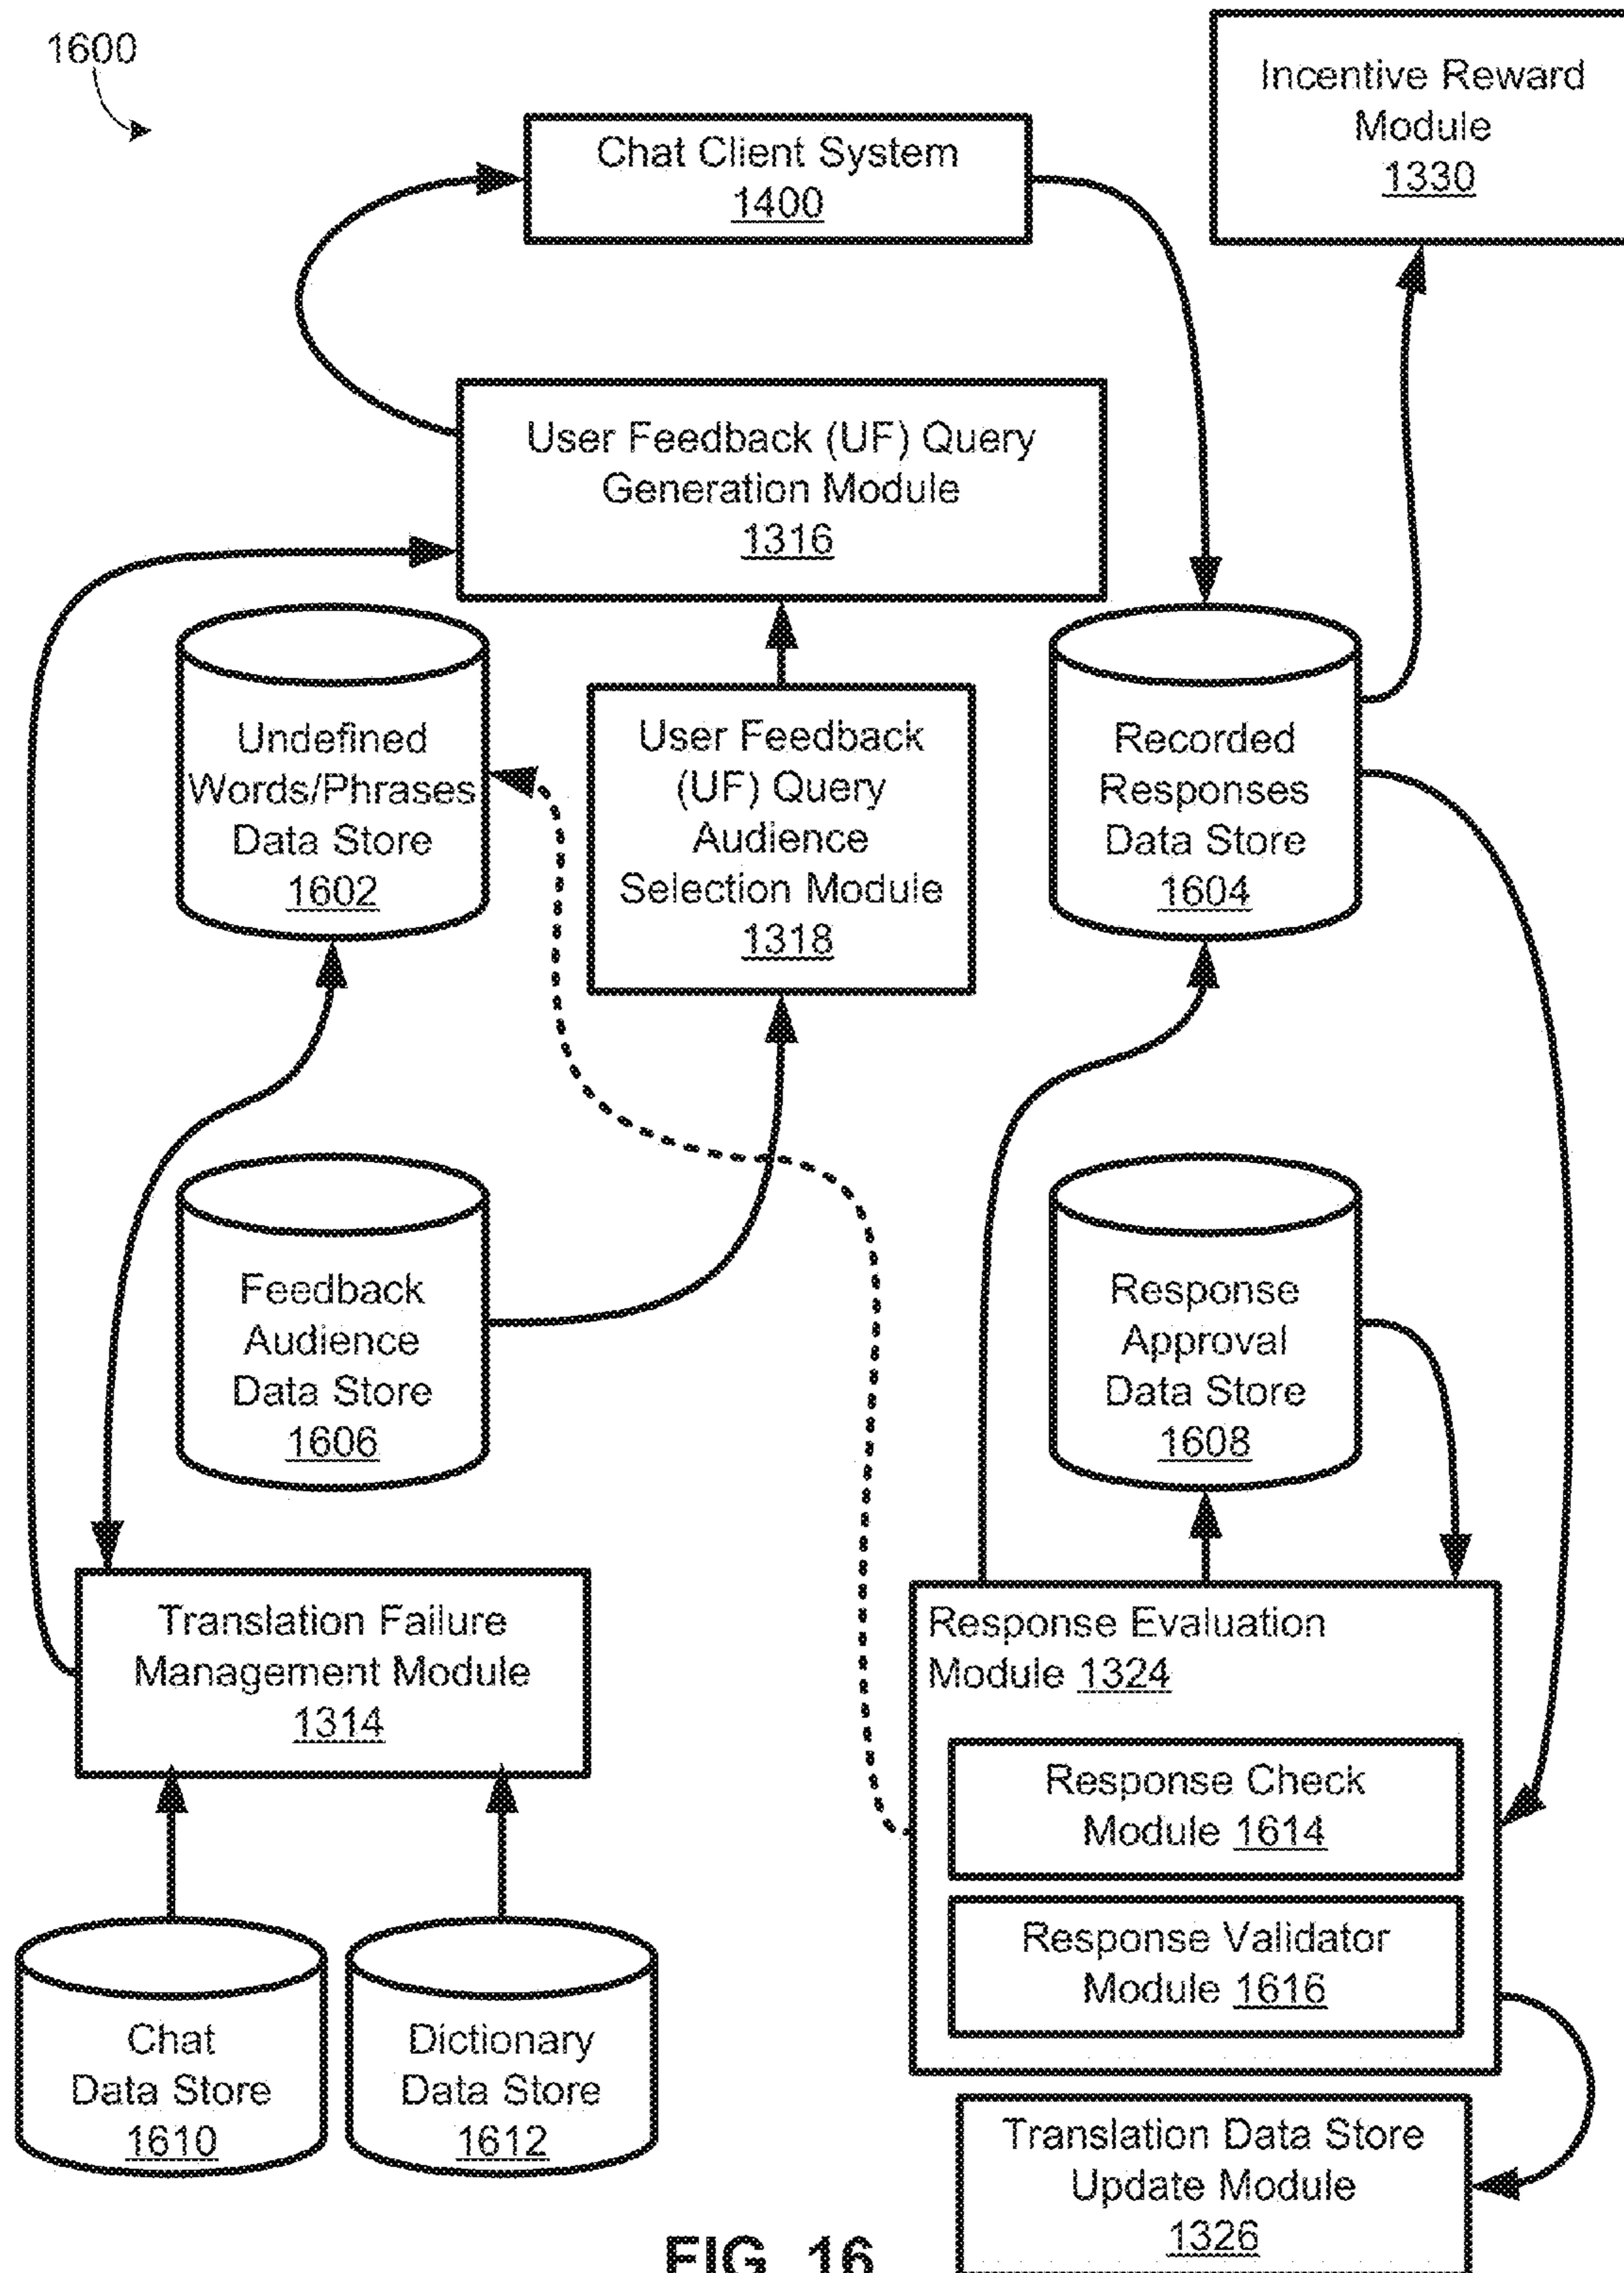 1600
Incentive Reward
Module
1330
Chat Client System
1400
User Feedback (UF) Query
Generation Module
1316
Undefined
Words/Phrases
Data Store
1602
User Feedback
(UF) Query
Audience
Selection Module
1318
Recorded
Responses
Data Store
1604
Feedback
Audience
Data Store
1606
Response
Approval
Data Store
1608
Translation Failure
Management Module
1314
Response Evaluation
Module 1324
Response Check
Module 1614
Response Validator
Module 1616
Chat
Data Store
1610
Dictionary
Data Store
1612
Translation Data Store
Update Module
1326
FIG. 16